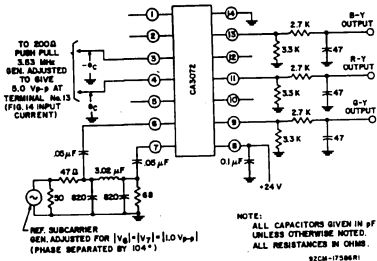 TO 200Ω
PUSH PULL
3.53 MHz
GEN. ADJUSTED
TO GIVE
5.0 Vp-p AT
TERMINAL No.13
(FIG. 14 INPUT
CURRENT)
-eC
eC
1
2
3
4
5
6
7
CA3072
14
13
12
11
10
9
8
2.7 K
B-Y
OUTPUT
3.3 K
47
2.7 K
R-Y
OUTPUT
3.3 K
47
2.7 K
G-Y
OUTPUT
3.3 K
47
.05 µF
.05 µF
0.1 µF
+24 V
47Ω
3.02 µF
50
820
820
68
REF. SUBCARRIER
GEN. ADJUSTED FOR |V6|=|V7|=|1.0 Vp-p|
(PHASE SEPARATED BY 104°)
NOTE:
ALL CAPACITORS GIVEN IN pF
UNLESS OTHERWISE NOTED.
ALL RESISTANCES IN OHMS.
92CM-17586R1